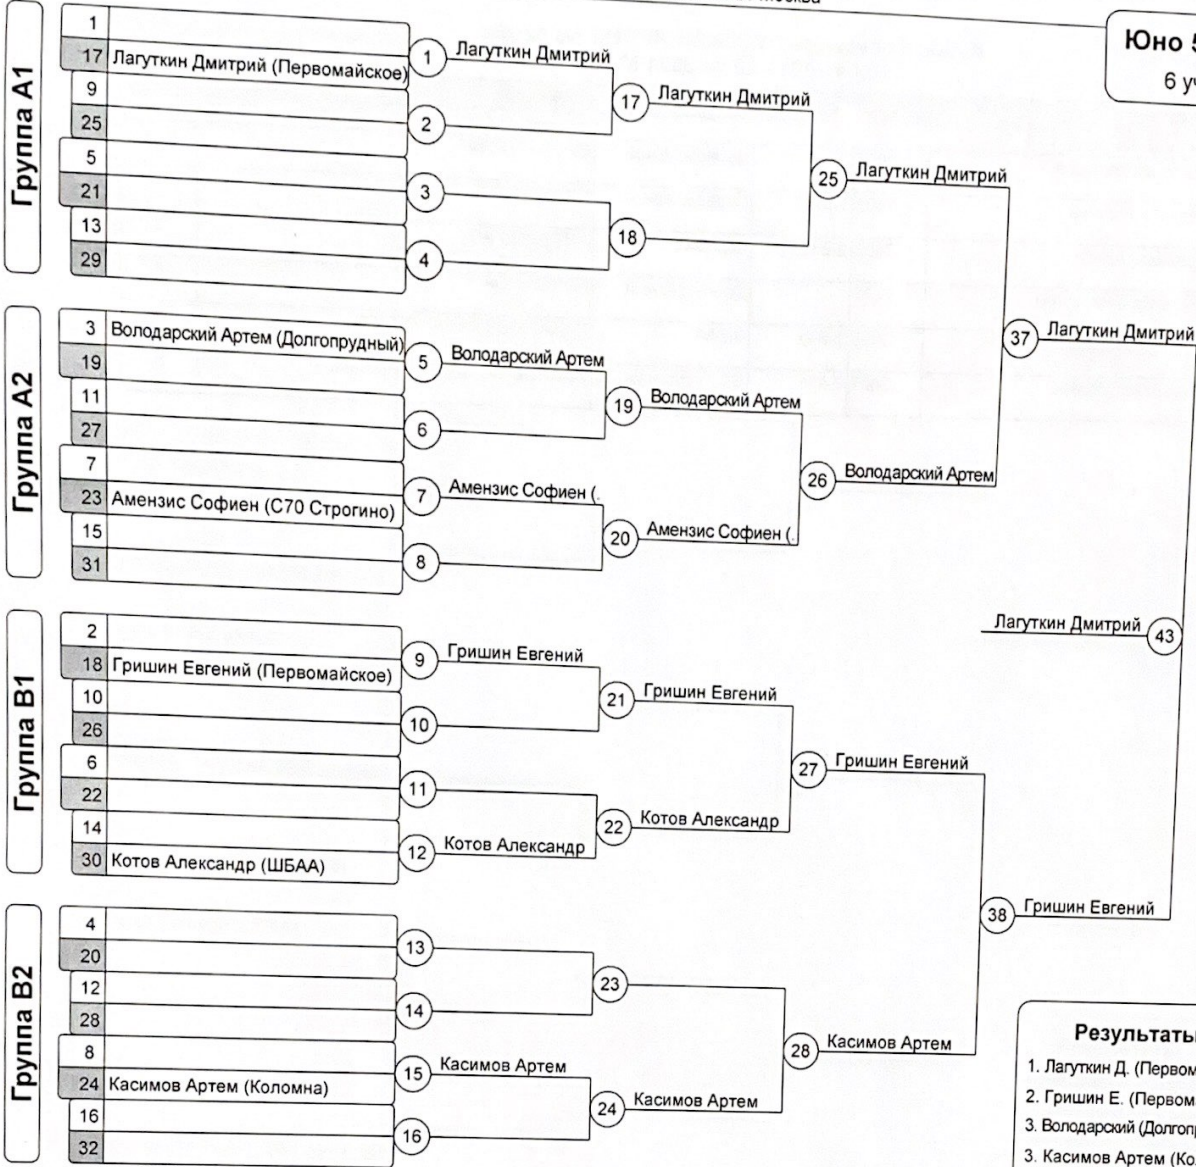 Москва
Юно
6 уч
Группа А1
1
17 Лагуткин Дмитрий (Первомайское)
9
25
5
21
13
29
1 Лагуткин Дмитрий
2
3
4
17 Лагуткин Дмитрий
18
25 Лагуткин Дмитрий
Группа А2
3 Володарский Артем (Долгопрудный)
19
11
27
7
23 Амензис Софиен (С70 Строгино)
15
31
5 Володарский Артем
6
7 Амензис Софиен (.
8
19 Володарский Артем
20 Амензис Софиен (.
26 Володарский Артем
37 Лагуткин Дмитрий
Лагуткин Дмитрий 43
Группа В1
2
18 Гришин Евгений (Первомайское)
10
26
6
22
14
30 Котов Александр (ШБАА)
9 Гришин Евгений
10
11
12 Котов Александр
21 Гришин Евгений
22 Котов Александр
27 Гришин Евгений
38 Гришин Евгений
Группа В2
4
20
12
28
8
24 Касимов Артем (Коломна)
16
32
13
14
15 Касимов Артем
16
23
24 Касимов Артем
28 Касимов Артем
Результаты
1. Лагуткин Д. (Первом
2. Гришин Е. (Первом
3. Володарский (Долгоп
3. Касимов Артем (Ко